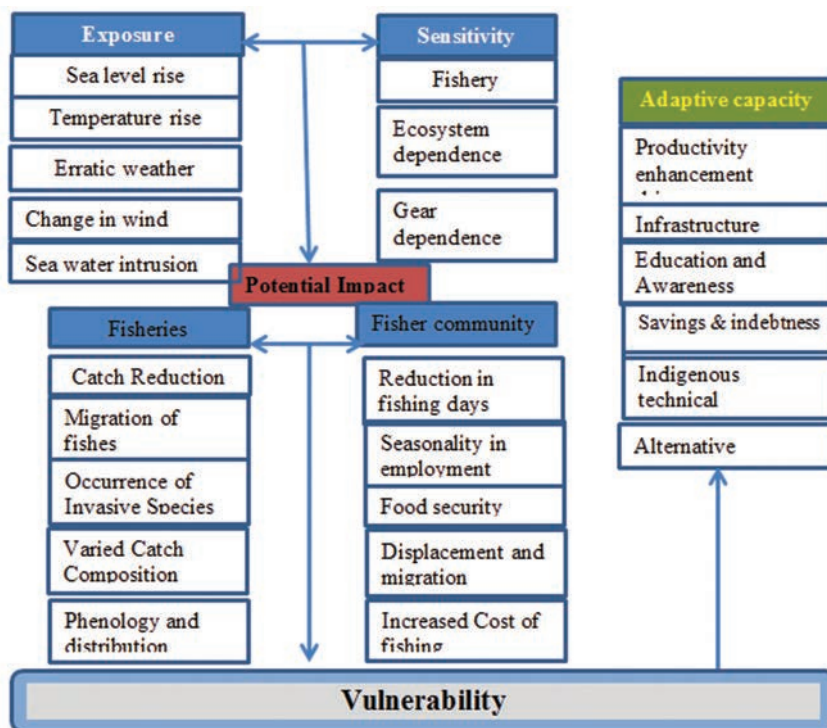 Exposure
Sea level rise
Temperature rise
Erratic weather
Change in wind
Sea water intrusion
Sensitivity
Fishery
Ecosystem
dependence
Gear
dependence
Adaptive capacity
Productivity
enhancement
Infrastructure
Education and
Awareness
Savings & indebtness
Indigenous
technical
Alternative
Potential Impact
Fisheries
Catch Reduction
Migration of
fishes
Occurrence of
Invasive Species
Varied Catch
Composition
Phenology and
distribution
Fisher community
Reduction in
fishing days
Seasonality in
employment
Food security
Displacement and
migration
Increased Cost of
fishing
Vulnerability